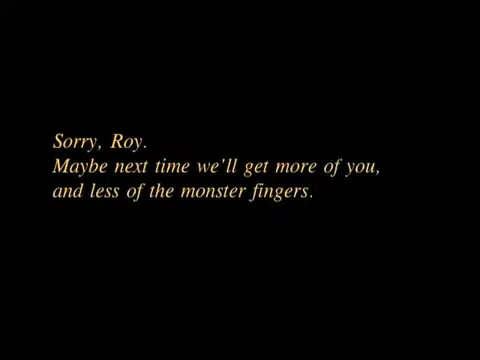 Sorry, Roy.
Maybe next time we'll get more of you,
and less of the monster fingers.